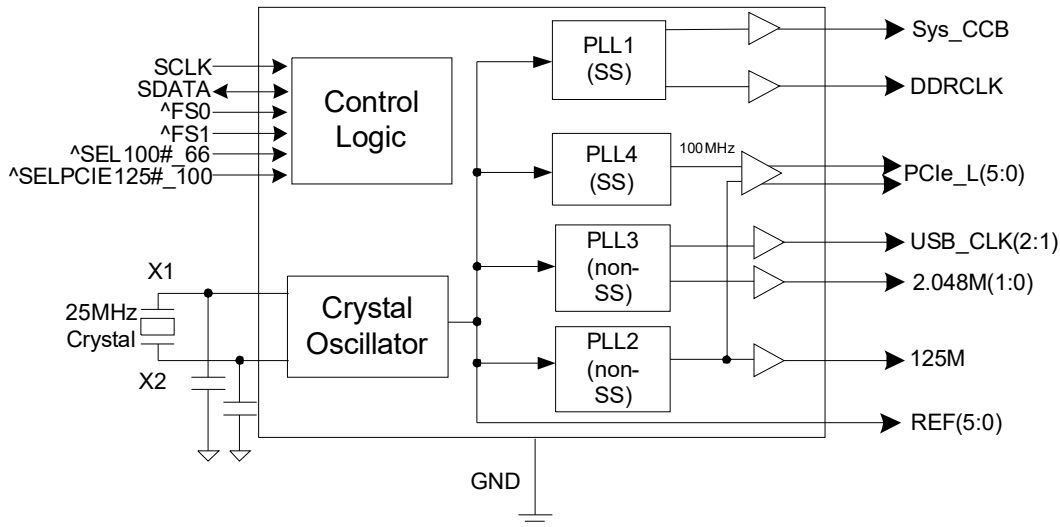 SCLK
SDATA
^FS0
^FS1
^SEL100#_66
^SELPCIE125#_100
Control
Logic
X1
25MHz
Crystal
X2
Crystal
Oscillator
PLL1
(SS)
PLL4
(SS)
100MHz
PLL3
(non-
SS)
PLL2
(non-
SS)
Sys_CCB
DDRCLK
PCIe_L(5:0)
USB_CLK(2:1)
2.048M(1:0)
125M
REF(5:0)
GND